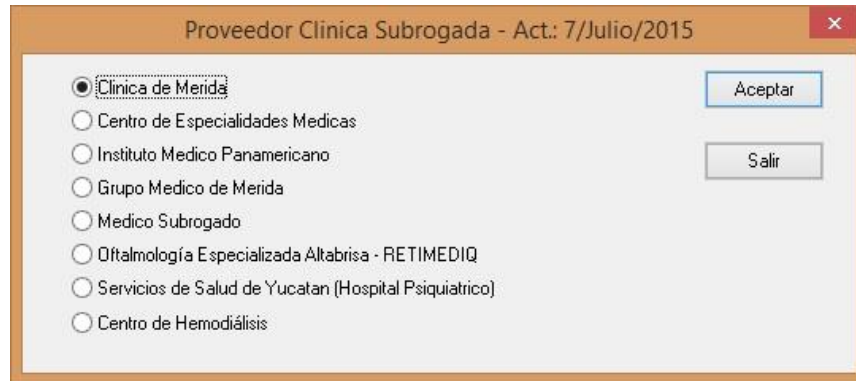 Proveedor Clinica Subrogada - Act.: 7/Julio/2015
Clinica de Merida
Aceptar
Centro de Especialidades Medicas
Instituto Medico Panamericano
Salir
Grupo Medico de Merida
Medico Subrogado
Oftalmología Especializada Altabrisa - RETIMEDIQ
Servicios de Salud de Yucatan (Hospital Psiquiatrico)
Centro de Hemodiálisis